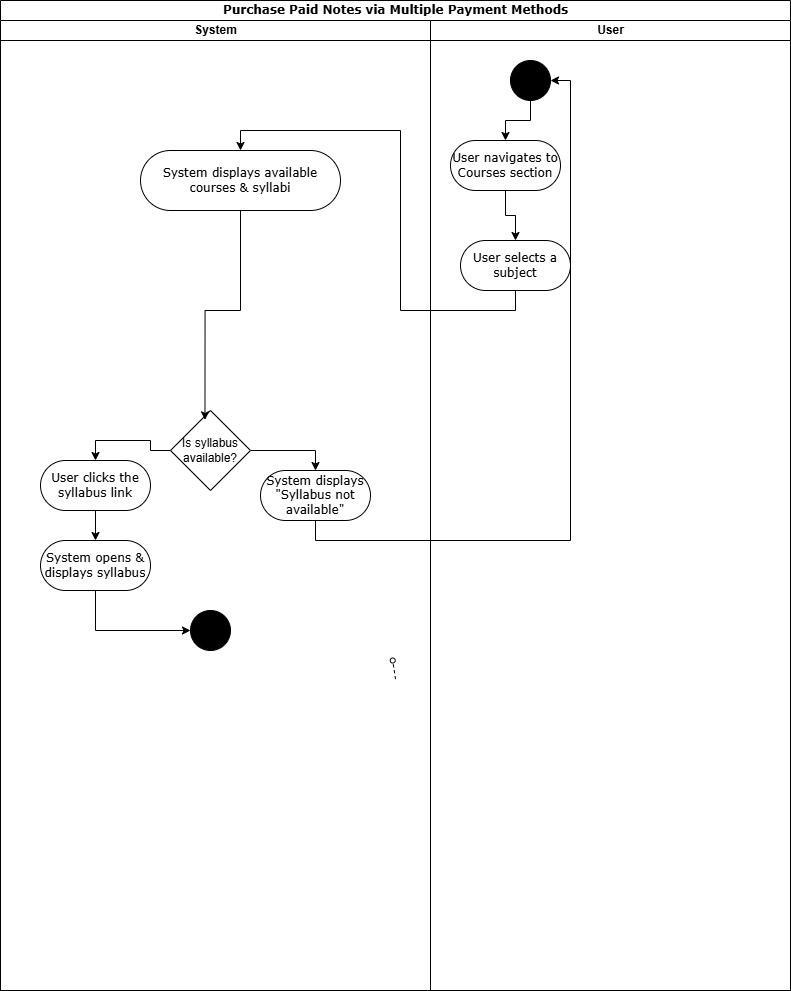 Purchase Paid Notes via Multiple Payment Methods
System
User
User navigates to
Courses section
System displays available
courses & syllabi
User selects a
subject
Is syllabus
available?
User clicks the
syllabus link
System displays
"Syllabus not
available"
System opens &
displays syllabus